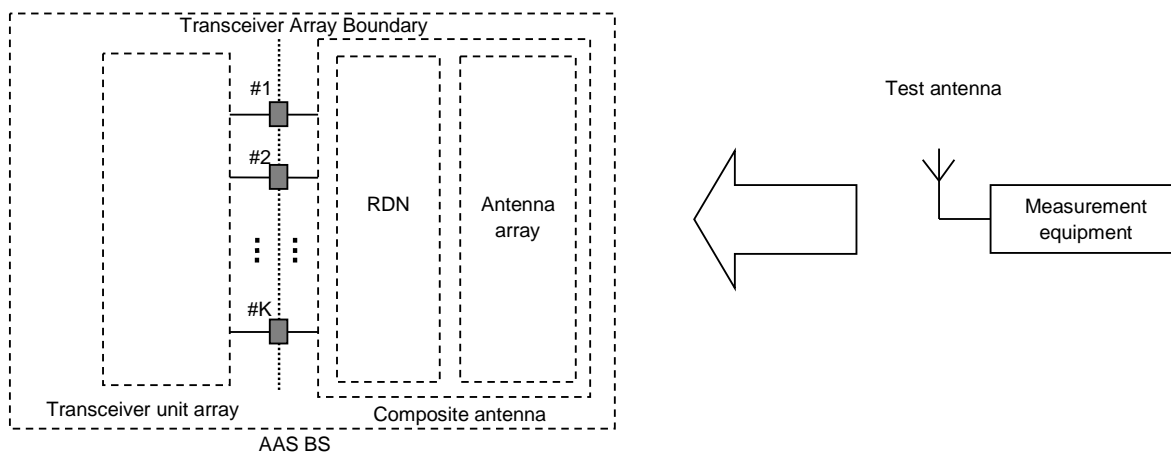 Transceiver Array Boundary
#1
#2
#K
RDN
Antenna
array
Transceiver unit array
Composite antenna
AAS BS
Test antenna
Measurement
equipment